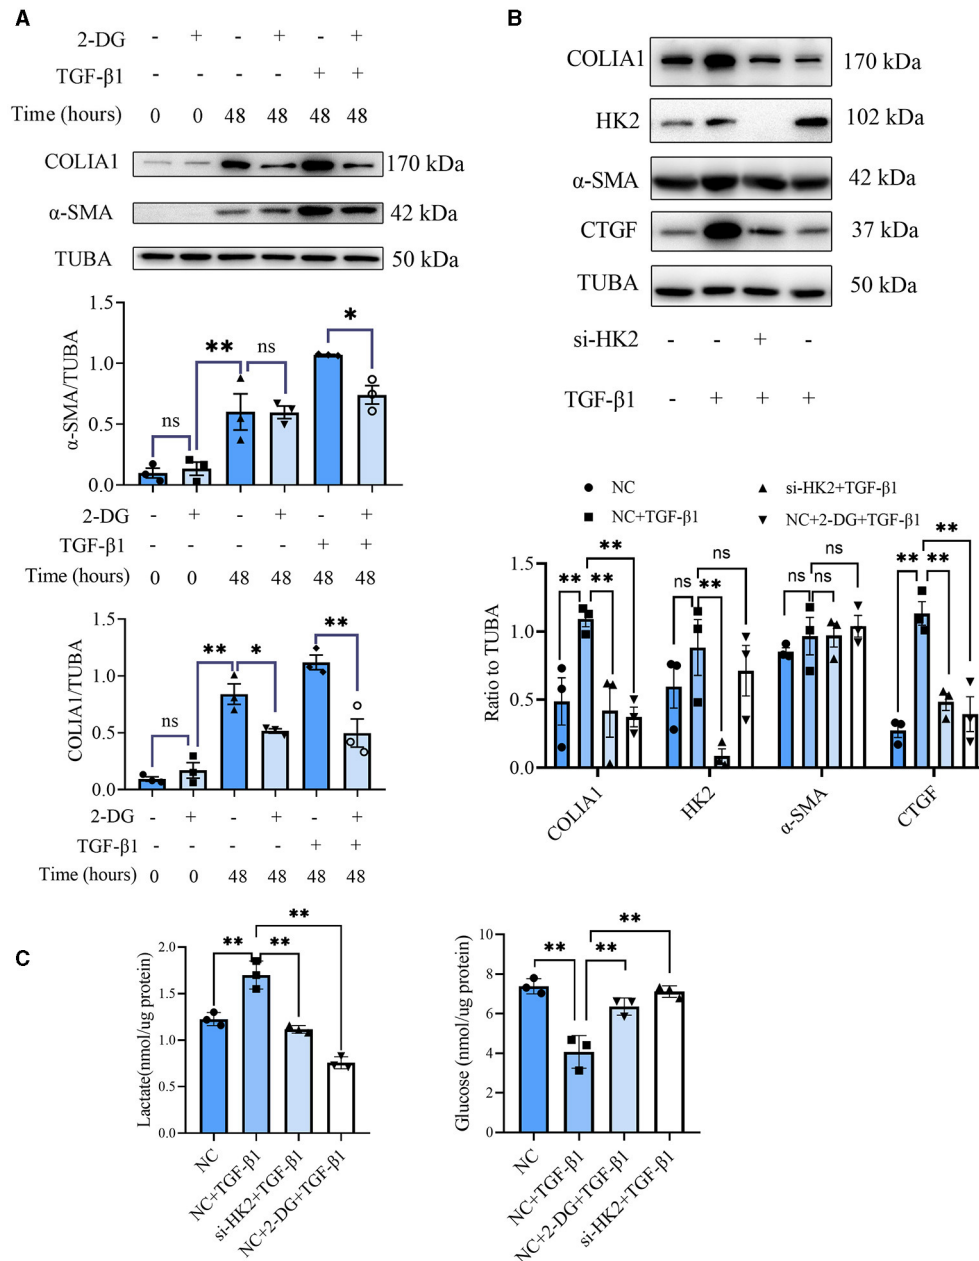 A
2-DG - + - + - +
TGF-β1 - - - - + +
Time (hours) 0 0 48 48 48 48
COLIA1 170 kDa
α-SMA 42 kDa
TUBA 50 kDa
α-SMA/TUBA
1.5
1.0
0.5
0.0
ns
**
ns
*
2-DG - + - + - +
TGF-β1 - - - - + +
Time (hours) 0 0 48 48 48 48
COLIA1/TUBA
1.5
1.0
0.5
0.0
ns
**
*
**
2-DG - + - + - +
TGF-β1 - - - - + +
Time (hours) 0 0 48 48 48 48
B
COLIA1 170 kDa
HK2 102 kDa
α-SMA 42 kDa
CTGF 37 kDa
TUBA 50 kDa
si-HK2 - - + -
TGF-β1 - + + +
NC
NC+TGF-β1
si-HK2+TGF-β1
NC+2-DG+TGF-β1
Ratio to TUBA
1.5
1.0
0.5
0.0
** ** **
ns ** ns
ns ns ns
** ** **
COLIA1
HK2
α-SMA
CTGF
C
Lactate(nmol/ug protein)
2.0
1.5
1.0
0.5
0.0
** ** **
NC
NC+TGF-β1
si-HK2+TGF-β1
NC+2-DG+TGF-β1
Glucose (nmol/ug protein)
10
8
6
4
2
0
** ** **
NC
NC+TGF-β1
NC+2-DG+TGF-β1
si-HK2+TGF-β1